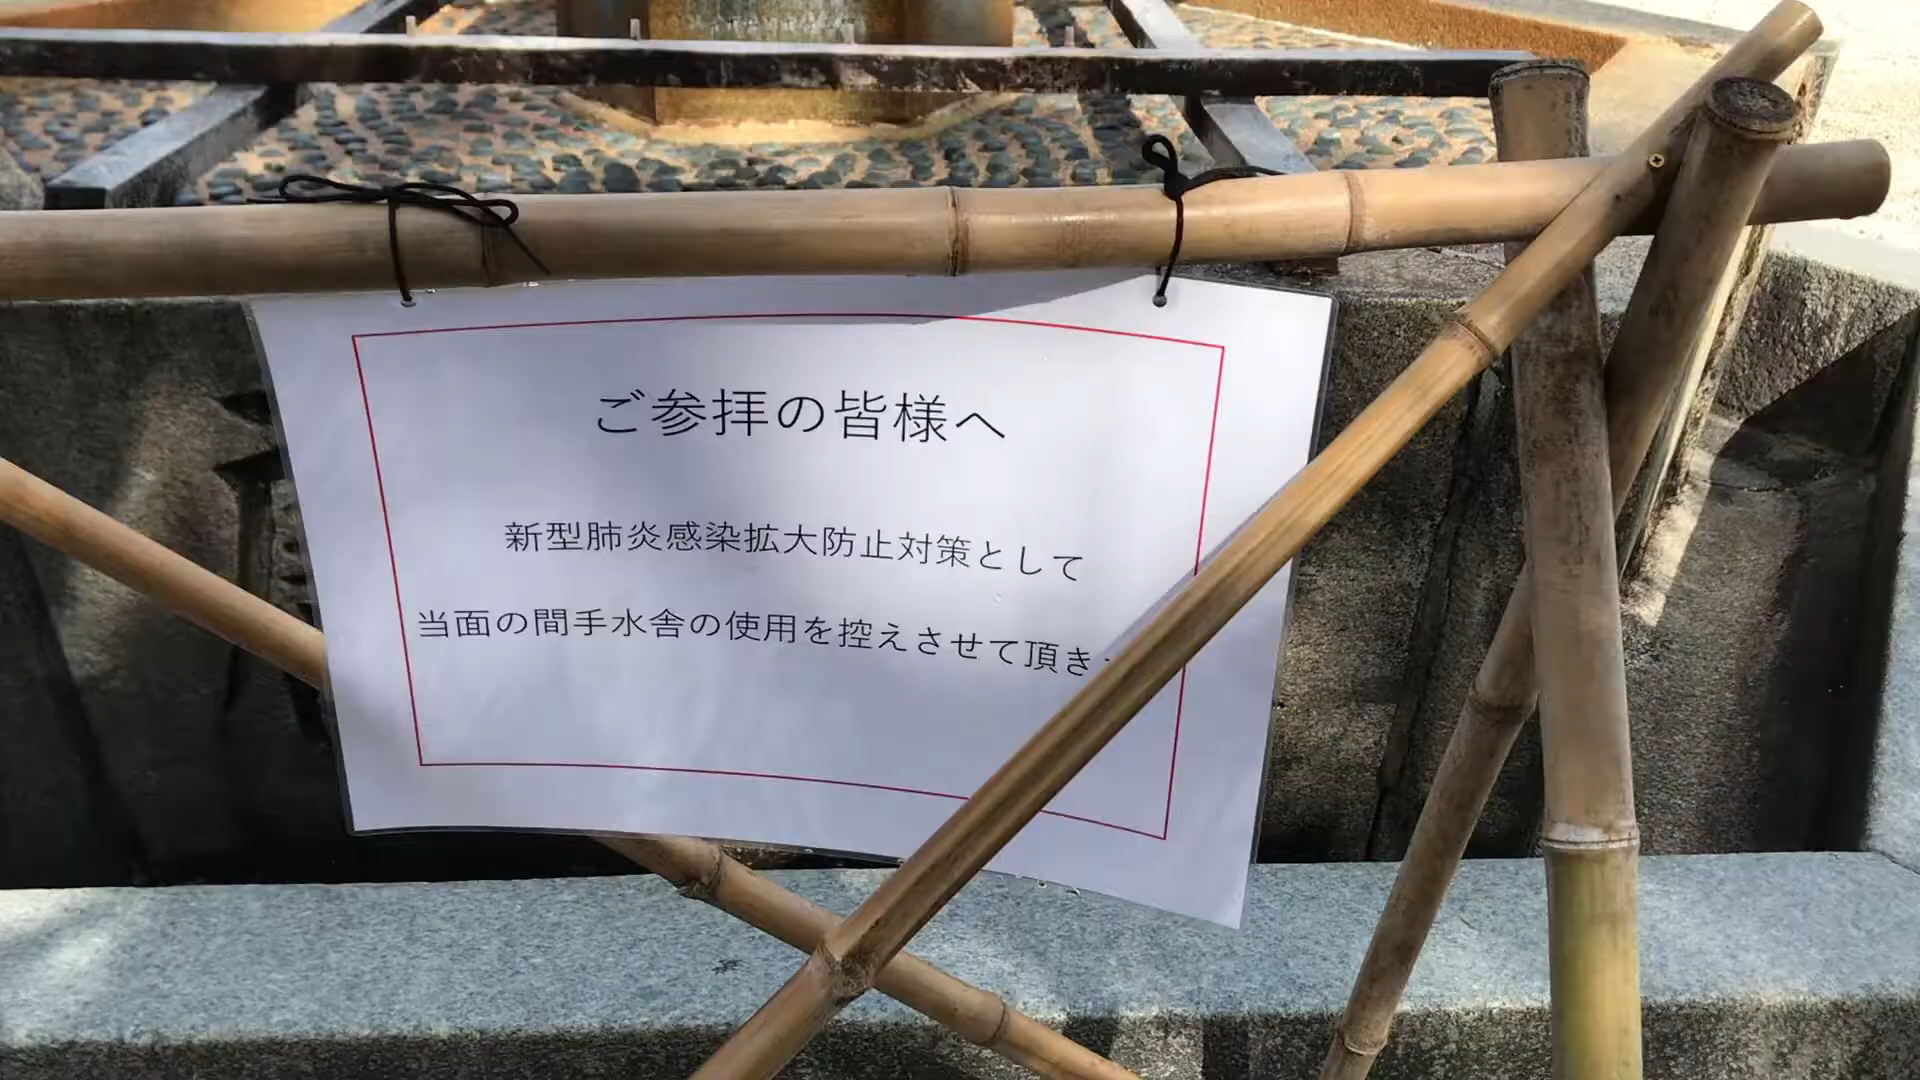 ご参拝の皆様へ
新型肺炎感染拡大防止対策として
当面の間手水舎の使用を控えさせて頂き